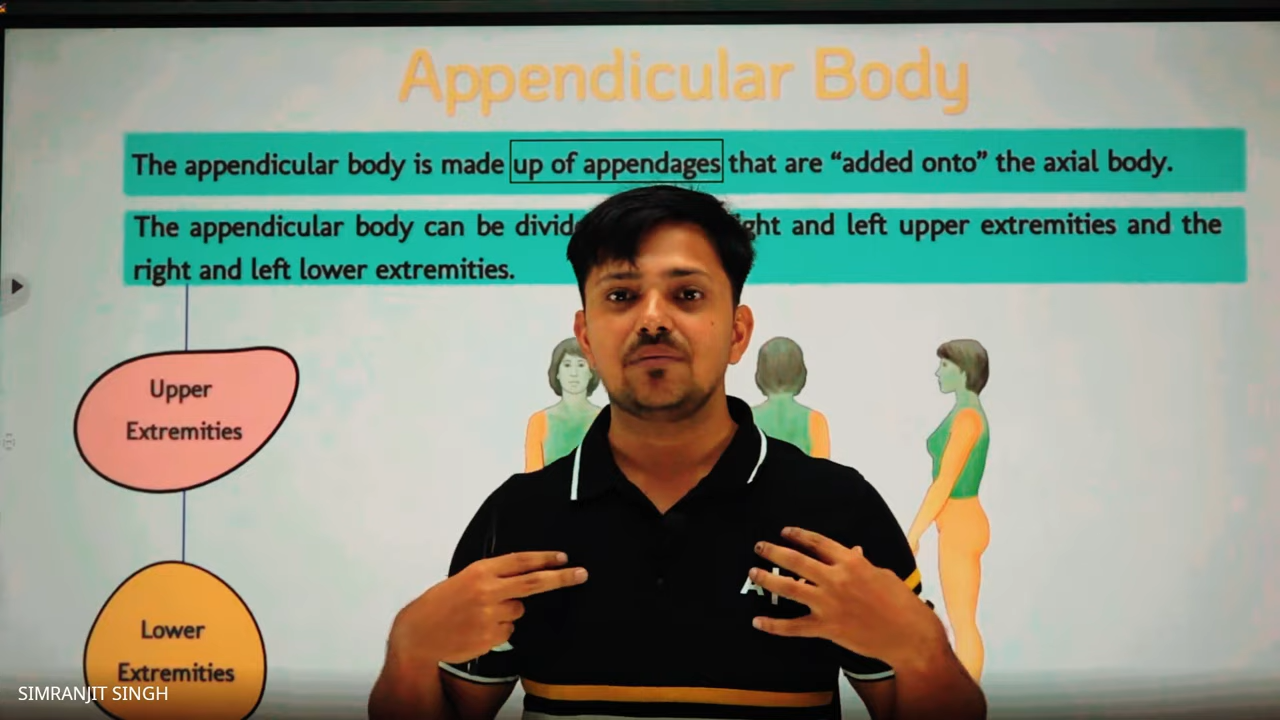 Appendicular Body
The appendicular body is made up of appendages that are “added onto” the axial body.
The appendicular body can be divid ght and left upper extremities and the
right and left lower extremities.
Upper
Extremities
Lower
Extremities
SIMRANJIT SINGH